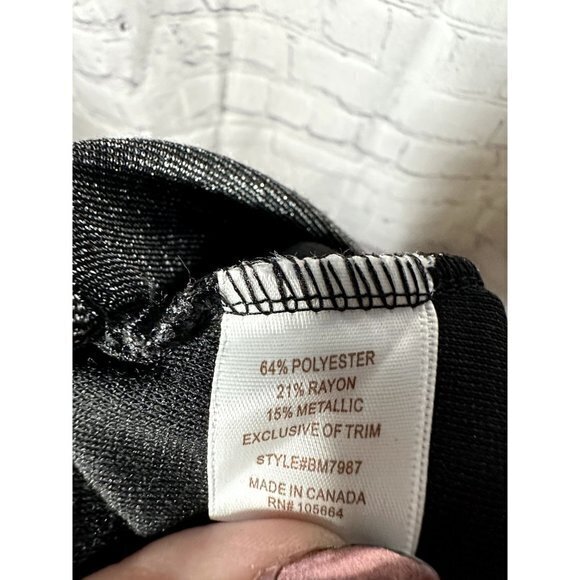 64% POLYESTER
21% RAYON
15% METALLIC
EXCLUSIVE OF TRIM
STYLE#BM7987
MADE IN CANADA
RN# 105664